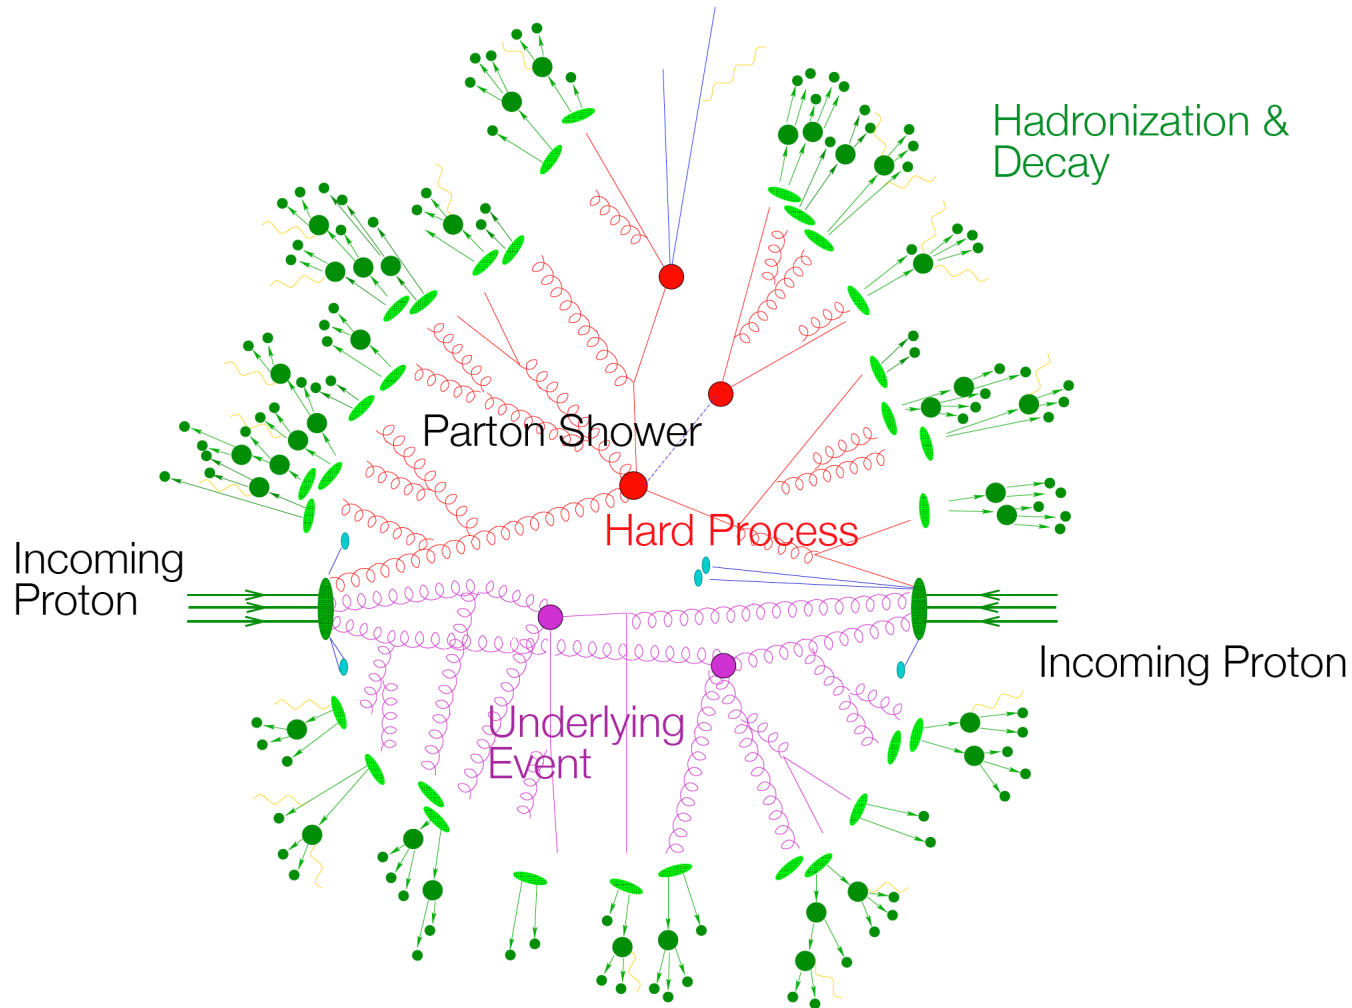 Hadronization &
Decay
Parton Shower
Hard Process
Incoming
Proton
Incoming Proton
Underlying
Event